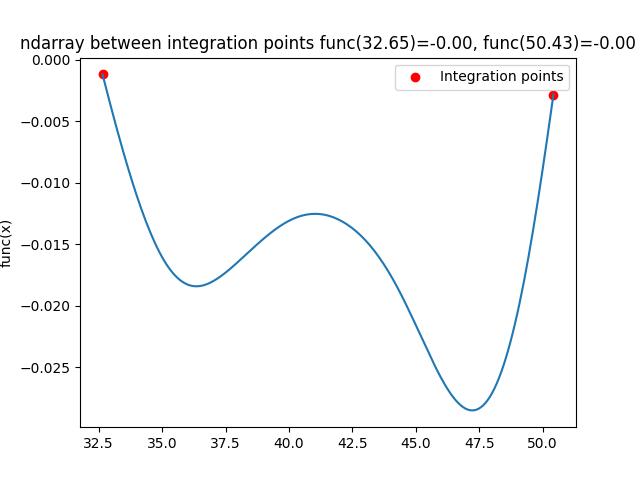 ndarray between integration points func(32.65)=-0.00, func(50.43)=-0.00
Integration points
func(x)
0.000
−0.005
−0.010
−0.015
−0.020
−0.025
32.5 35.0 37.5 40.0 42.5 45.0 47.5 50.0